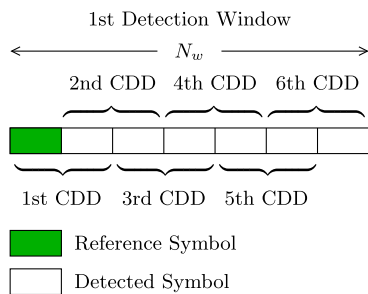 1st Detection Window
N_w
2nd CDD 4th CDD 6th CDD
1st CDD 3rd CDD 5th CDD
Reference Symbol
Detected Symbol